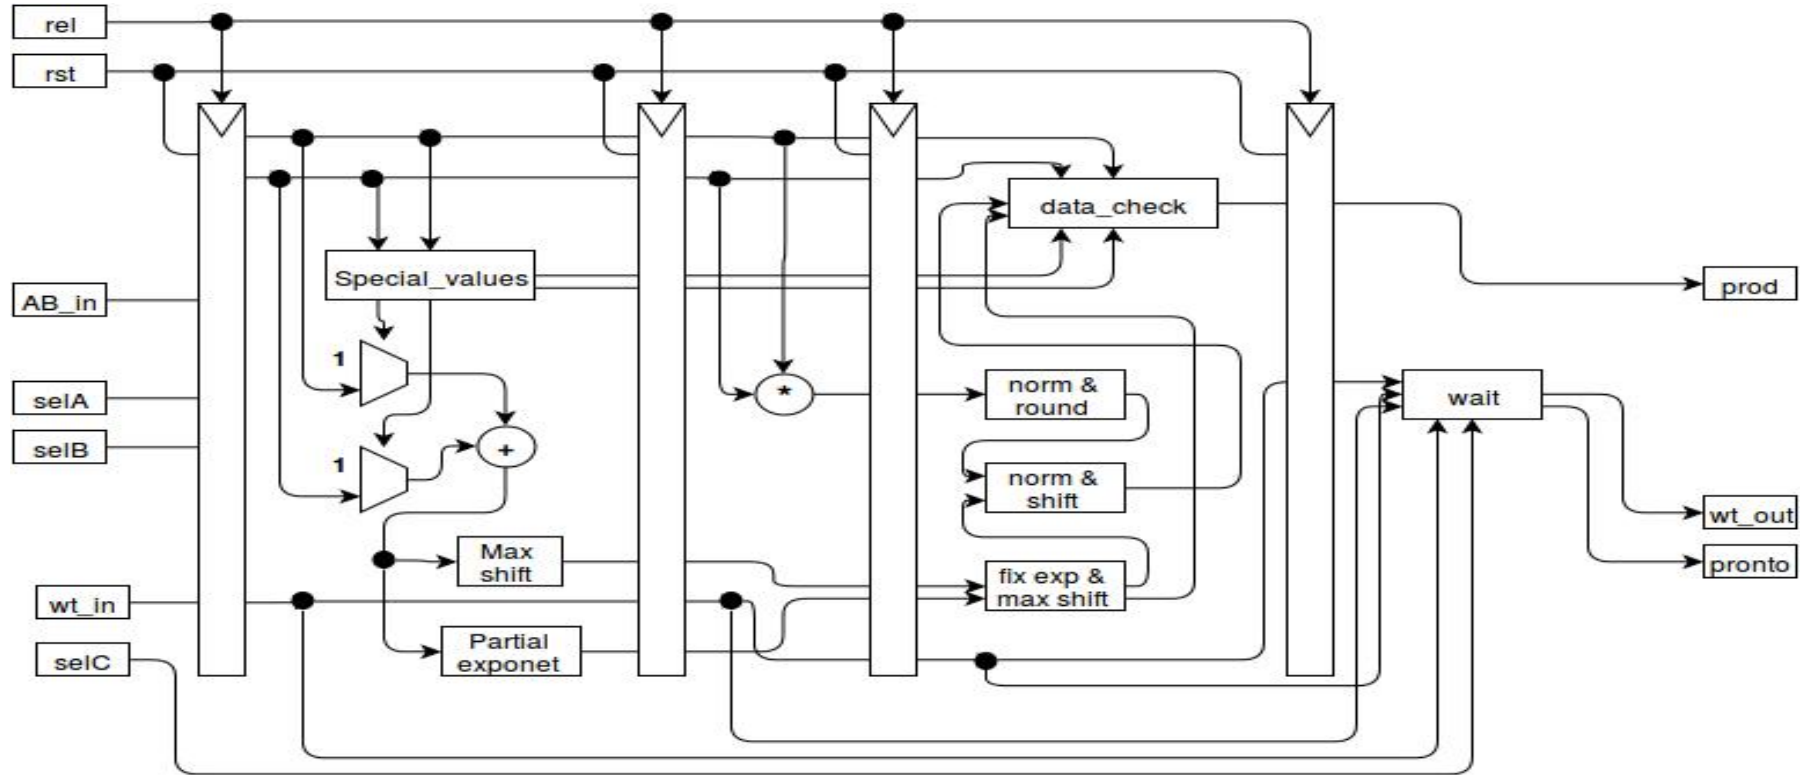 rel
rst
data_check
Special_values
AB_in
prod
1
*
norm &
round
wait
selA
selB
1
+
norm &
shift
wt_out
Max
shift
fix exp &
max shift
pronto
wt_in
Partial
exponet
selC